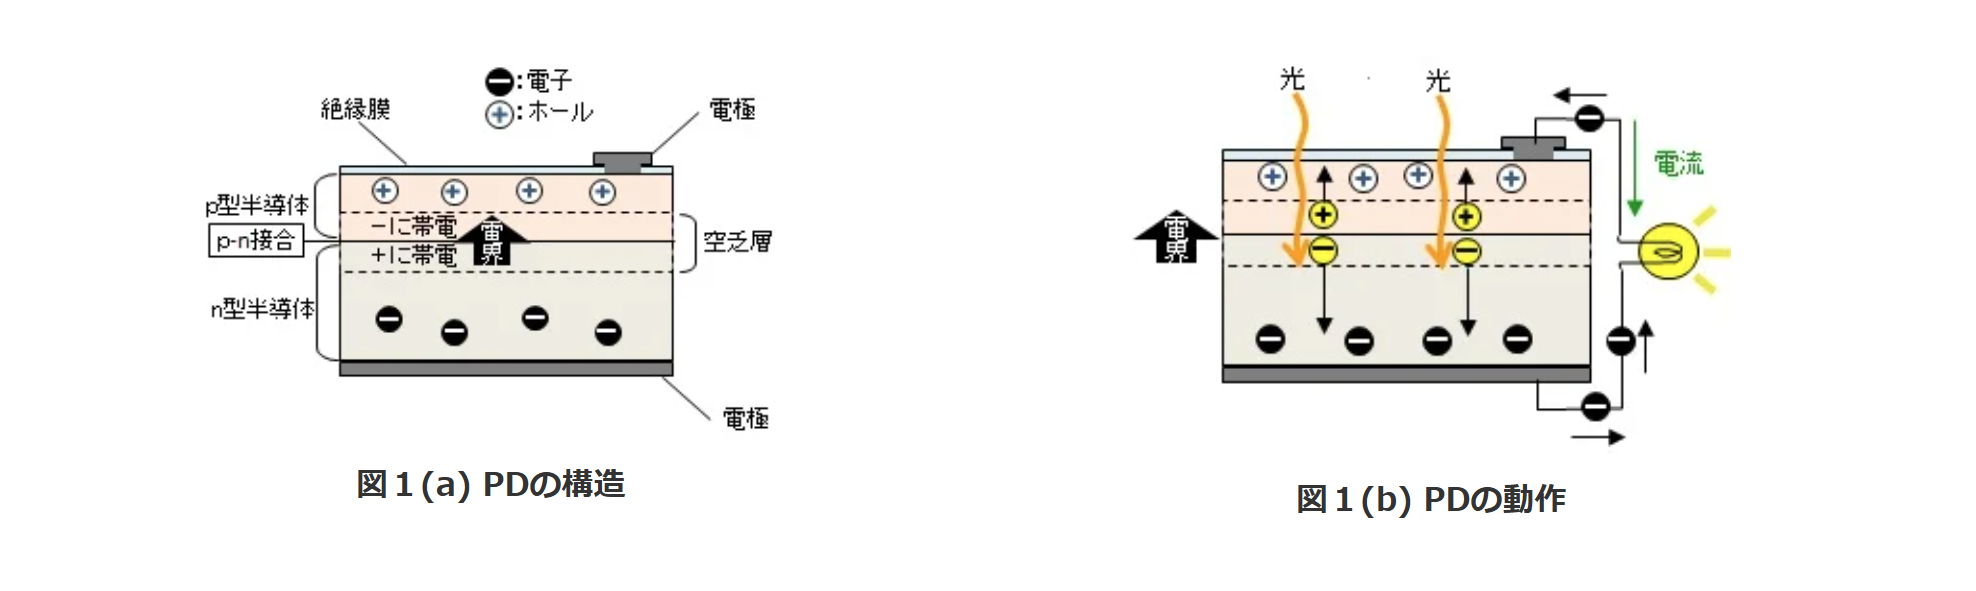 :電子
:ホール
絶縁膜
電極
p型半導体
p-n接合
n型半導体
－に帯電
＋に帯電
電界
空乏層
電極
図１(a) PDの構造
光
光
電流
電界
図１(b) PDの動作